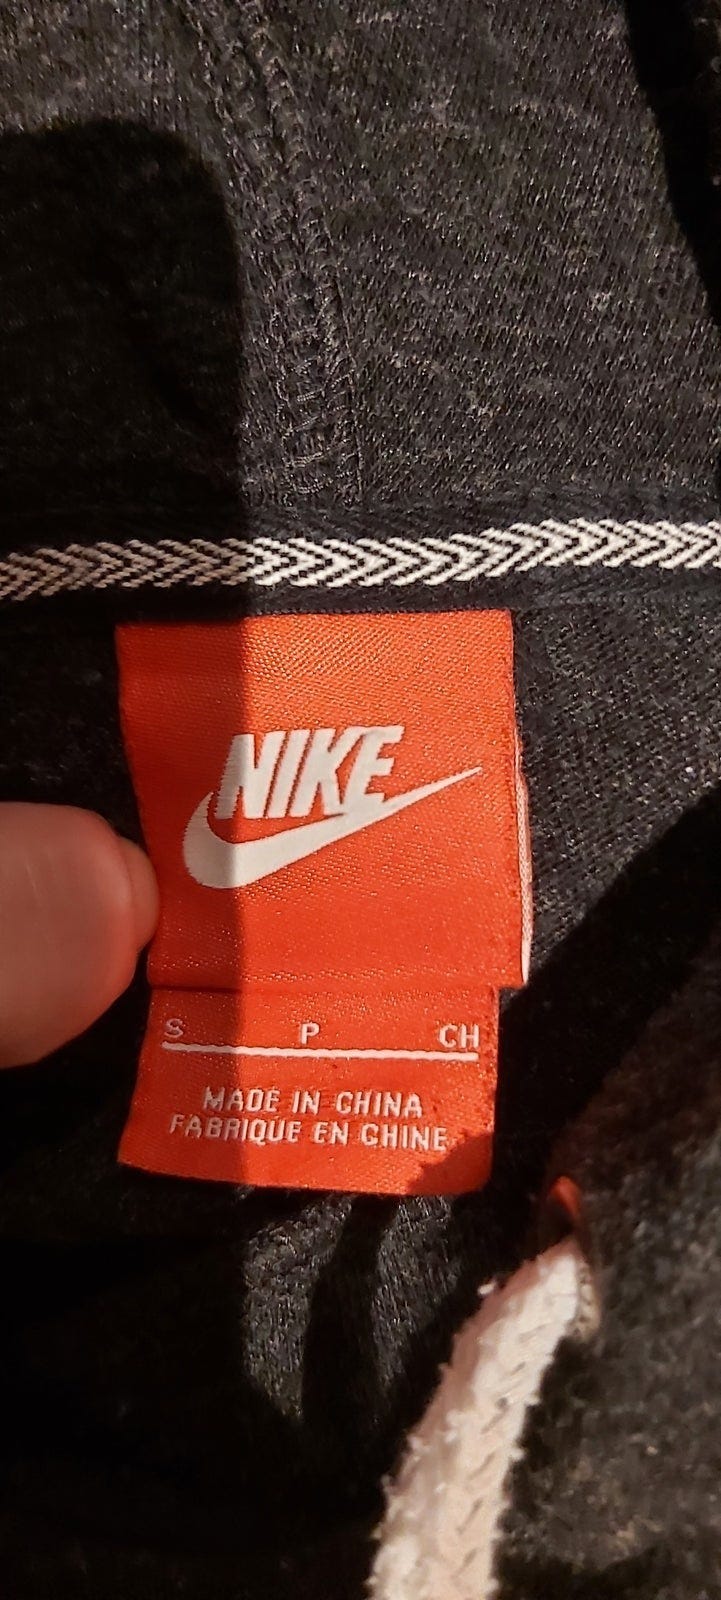 NIKE
S P CH
MADE IN CHINA
FABRIQUE EN CHINE